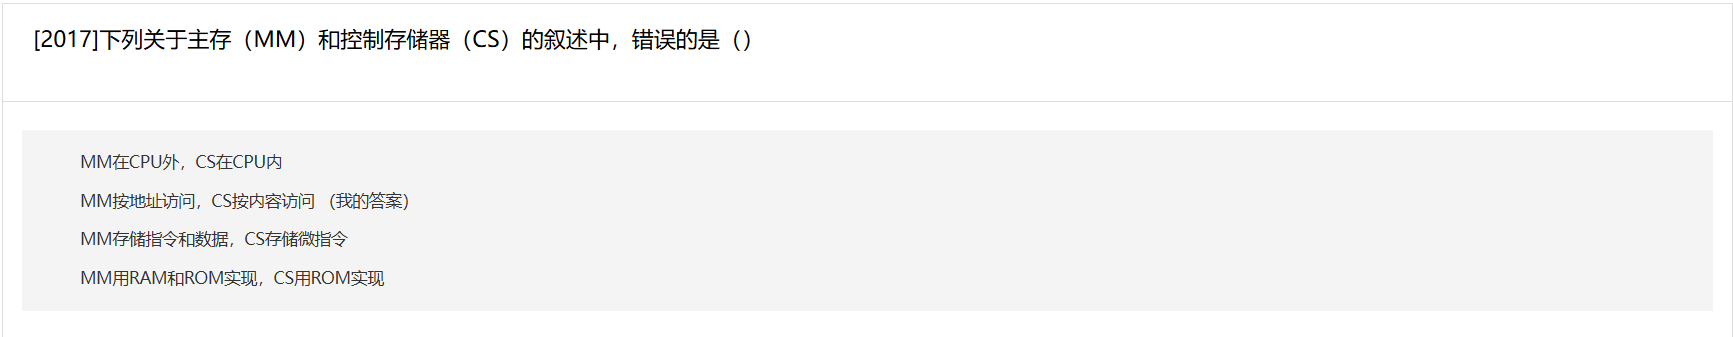 [2017]下列关于主存（MM）和控制存储器（CS）的叙述中，错误的是（）
MM在CPU外，CS在CPU内
MM按地址访问，CS按内容访问 （我的答案）
MM存储指令和数据，CS存储微指令
MM用RAM和ROM实现，CS用ROM实现